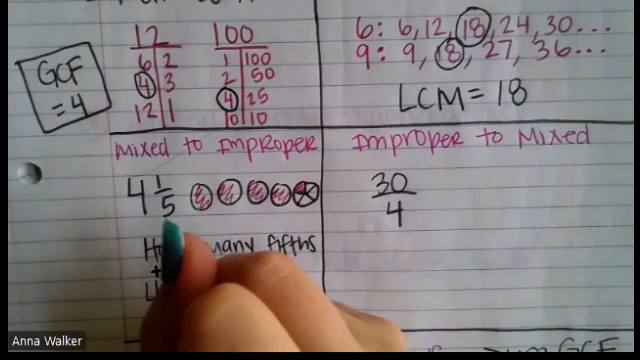 12 100
6 2
4 3
12 1
1 100
2 50
4 25
10 10
GCF
=4
6: 6, 12, 18, 24, 30...
9: 9, 18, 27, 36...
LCM = 18
Mixed to Improper
4 1/5
many fifths
Improper to Mixed
30
4
GCF
Anna Walker